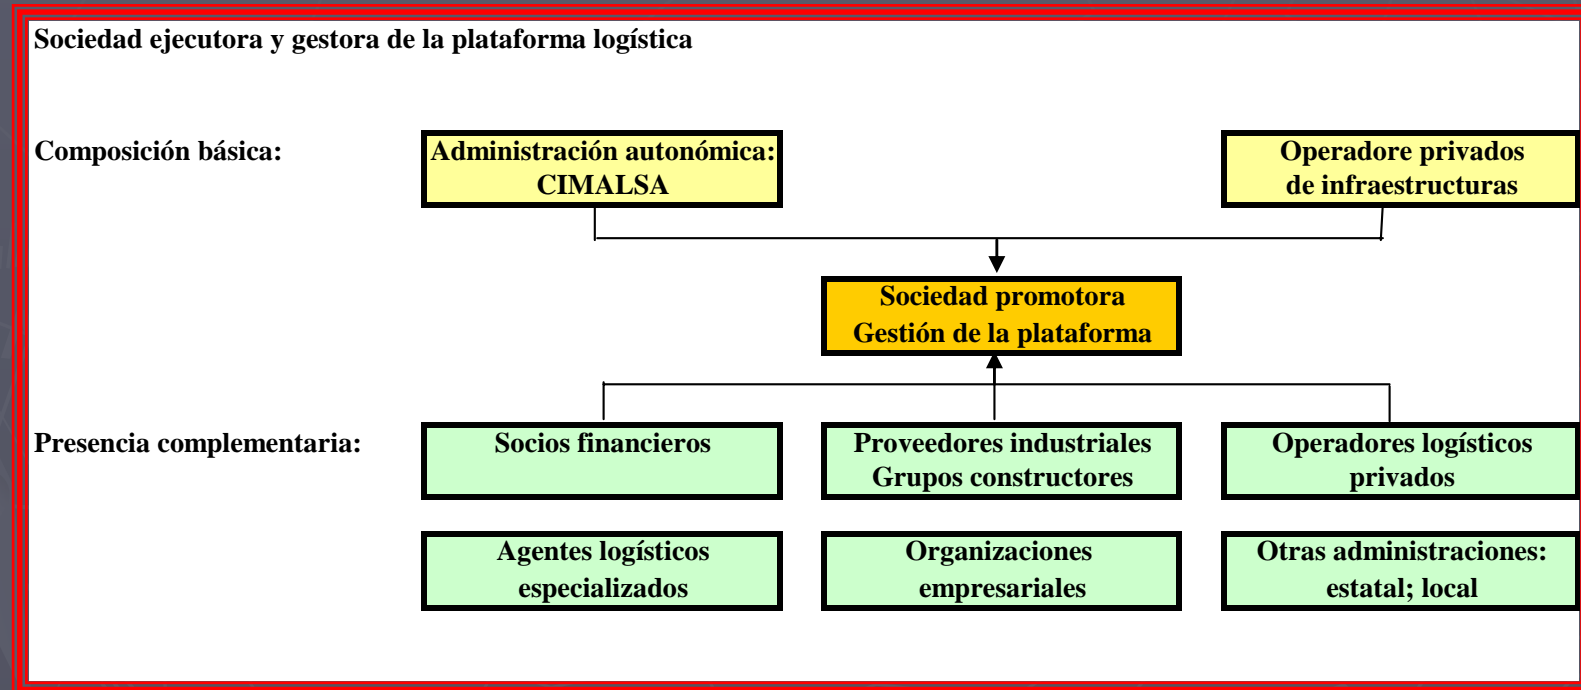 Sociedad ejecutora y gestora de la plataforma logística
Composición básica:
Administración autonómica:
CIMALSA
Operadore privados
de infraestructuras
Sociedad promotora
Gestión de la plataforma
Presencia complementaria:
Socios financieros
Proveedores industriales
Grupos constructores
Operadores logísticos
privados
Agentes logísticos
especializados
Organizaciones
empresariales
Otras administraciones:
estatal; local